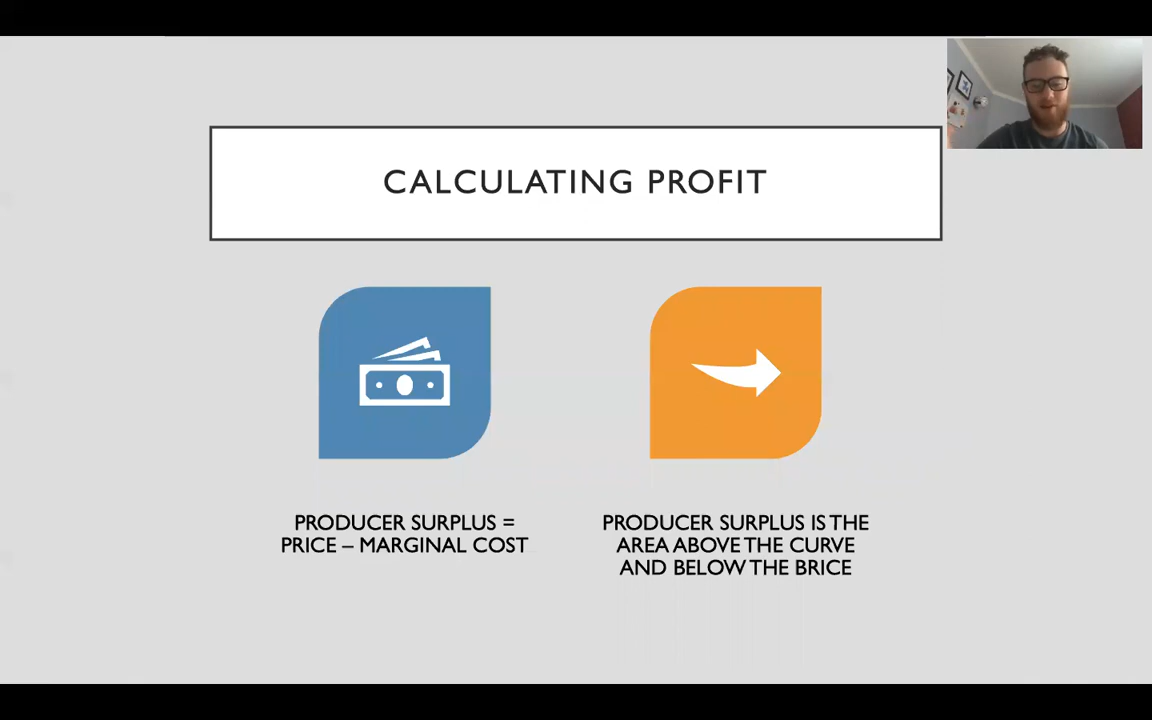 CALCULATING PROFIT
PRODUCER SURPLUS =
PRICE – MARGINAL COST
PRODUCER SURPLUS IS THE
AREA ABOVE THE CURVE
AND BELOW THE BRICE